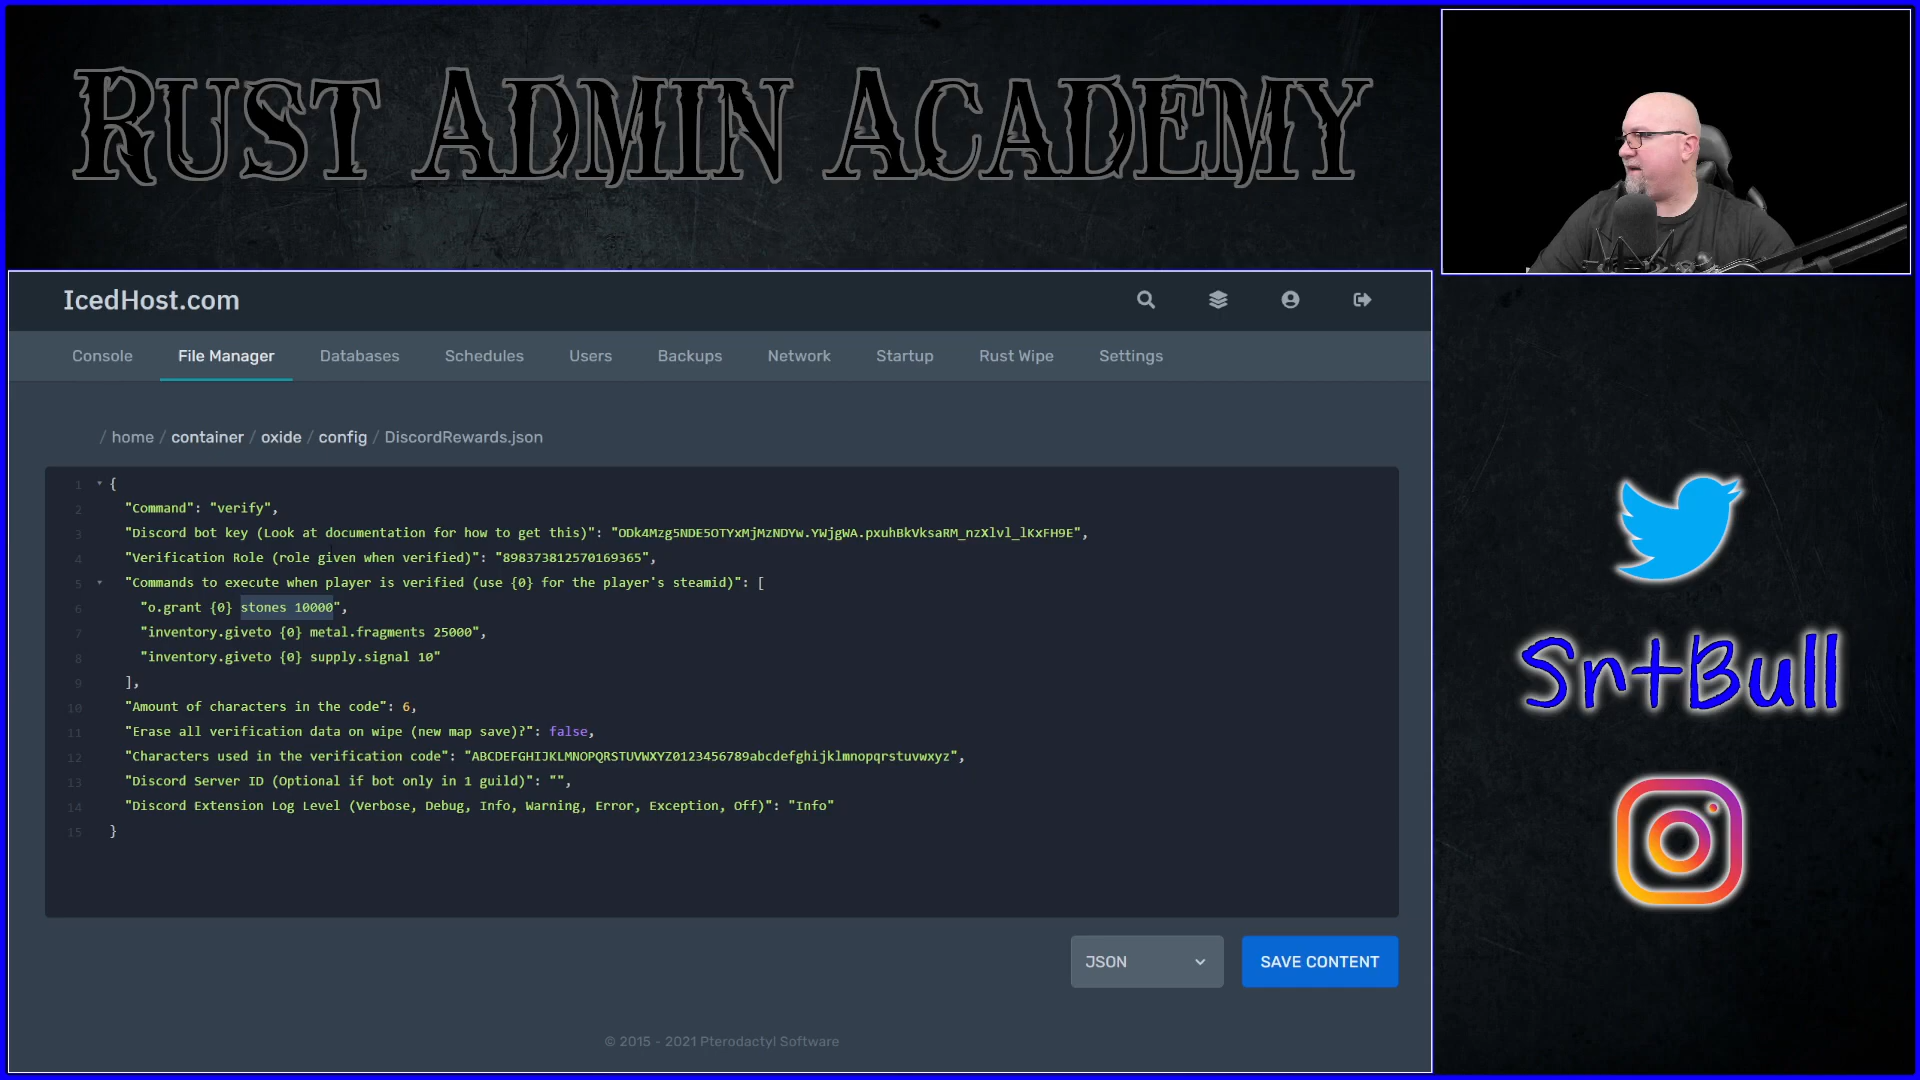 Rust Admin Academy
IcedHost.com
Console File Manager Databases Schedules Users Backups Network Startup Rust Wipe Settings
/ home / container / oxide / config / DiscordRewards.json
1 {
2 "Command": "verify",
3 "Discord bot key (Look at documentation for how to get this)": "ODk4Mzg5NDE5OTYxMjMzNDYw.YWjgWA.pxuhBkVksaRM_nzXlvl_lKxFH9E",
4 "Verification Role (role given when verified)": "898373812570169365",
5 "Commands to execute when player is verified (use {0} for the player's steamid)": [
6 "o.grant {0} stones 10000",
7 "inventory.giveto {0} metal.fragments 25000",
8 "inventory.giveto {0} supply.signal 10"
9 ],
10 "Amount of characters in the code": 6,
11 "Erase all verification data on wipe (new map save)?": false,
12 "Characters used in the verification code": "ABCDEFGHIJKLMNOPQRSTUVWXYZ0123456789abcdefghijklmnopqrstuvwxyz",
13 "Discord Server ID (Optional if bot only in 1 guild)": "",
14 "Discord Extension Log Level (Verbose, Debug, Info, Warning, Error, Exception, Off)": "Info"
15 }
JSON
SAVE CONTENT
© 2015 - 2021 Pterodactyl Software
SntBull